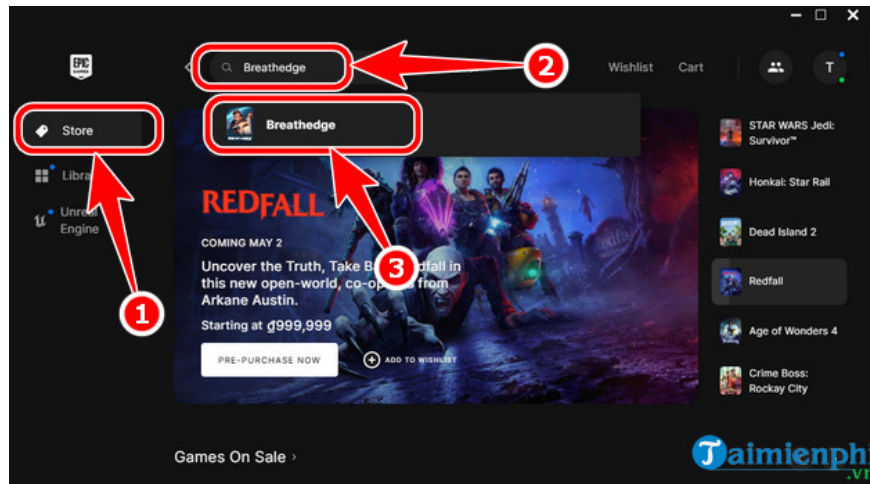 EPIC
GAMES
Breathedge
Wishlist
Cart
T
2
Store
Breathedge
Unreal
Engine
REDFALL
COMING MAY 2
Uncover the Truth, Take
this new open-world, co-op
from
Arkane Austin.
Starting at ₫999,999
PRE-PURCHASE NOW
ADD TO WISHLIST
3
1
STAR WARS Jedi:
Survivor™
Honkai: Star Rail
Dead Island 2
Redfall
Age of Wonders 4
Crime Boss:
Rockay City
Games On Sale
Taimienphi
.vn